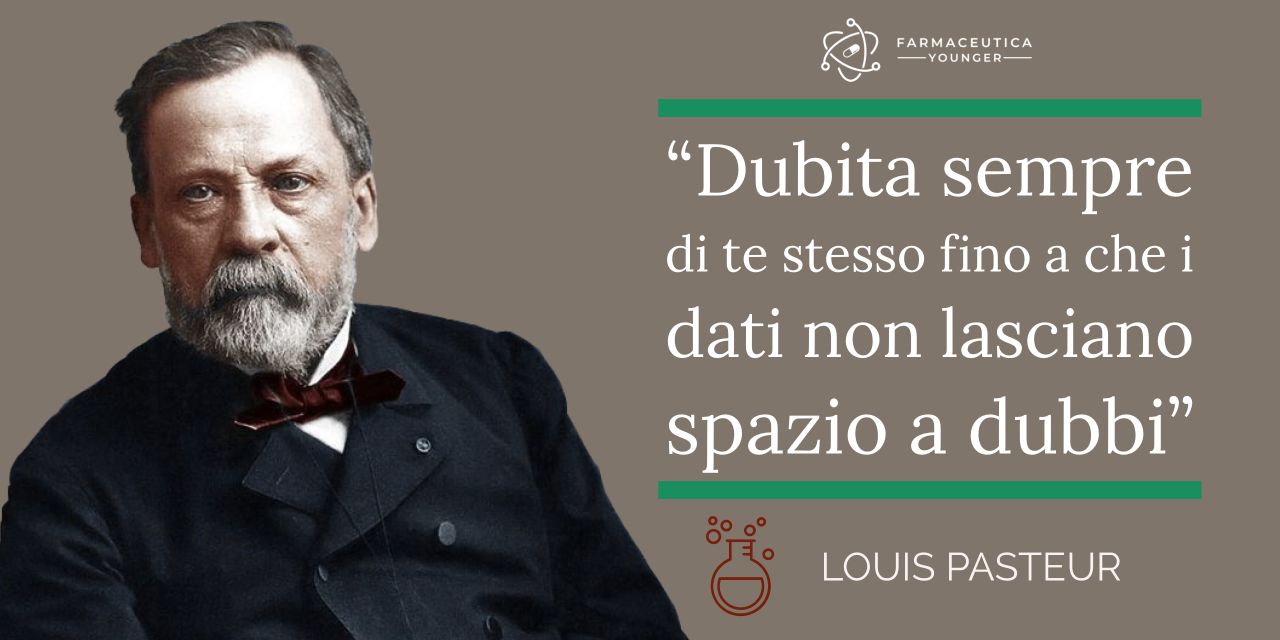 FARMACEUTICA
YOUNGER
“Dubita sempre
di te stesso fino a che i
dati non lasciano
spazio a dubbi”
LOUIS PASTEUR